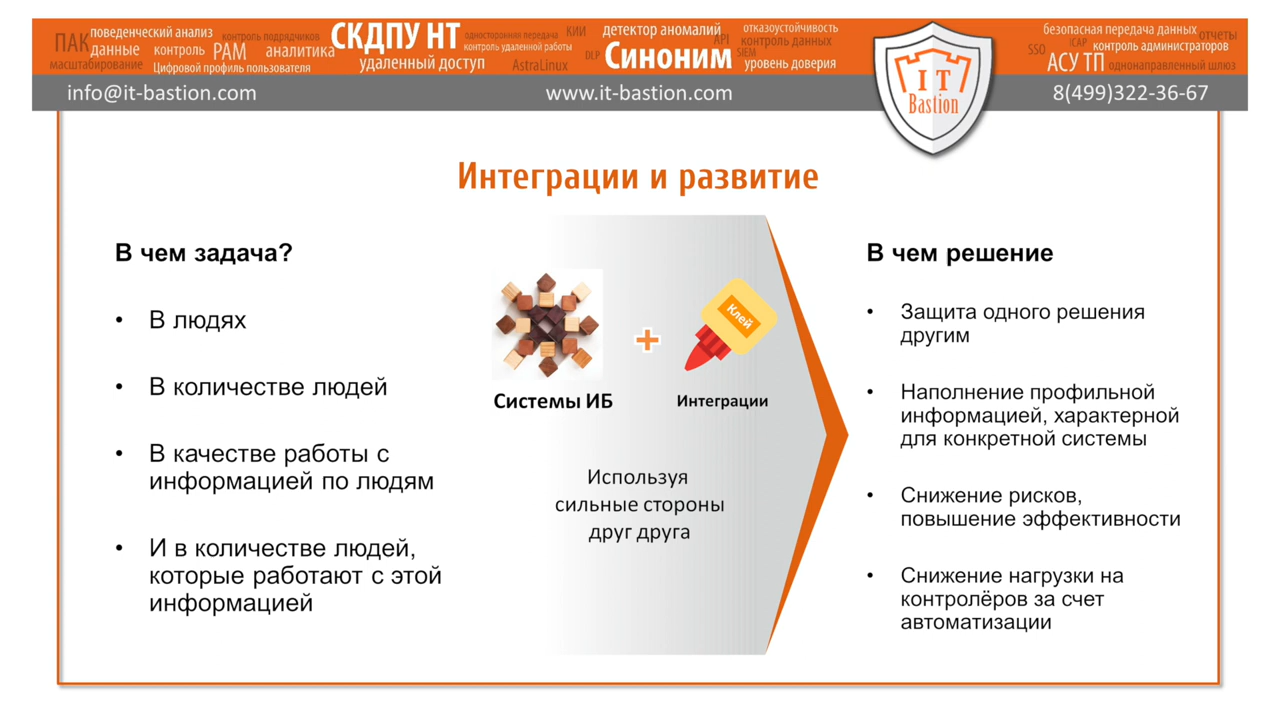 ПАК
поведенческий анализ
контроль подрядчиков
данные
контроль
PAM
аналитика
масштабирование
Цифровой профиль пользователя
СКДПУ НТ
удаленный доступ
односторонняя передача
КИИ
контроль удаленной работы
AstraLinux
DLP
детектор аномалий
API
Синоним
SIEM
отказоустойчивость
контроль данных
уровень доверия
безопасная передача данных
отчеты
SSO
iCAP
контроль администраторов
АСУ ТП
однонаправленный шлюз
info@it-bastion.com
www.it-bastion.com
8(499)322-36-67
IT
Bastion
Интеграции и развитие
В чем задача?
• В людях
• В количестве людей
• В качестве работы с
информацией по людям
• И в количестве людей,
которые работают с этой
информацией
+
Клей
Системы ИБ
Интеграции
Используя
сильные стороны
друг друга
В чем решение
• Защита одного решения
другим
• Наполнение профильной
информацией, характерной
для конкретной системы
• Снижение рисков,
повышение эффективности
• Снижение нагрузки на
контролёров за счет
автоматизации